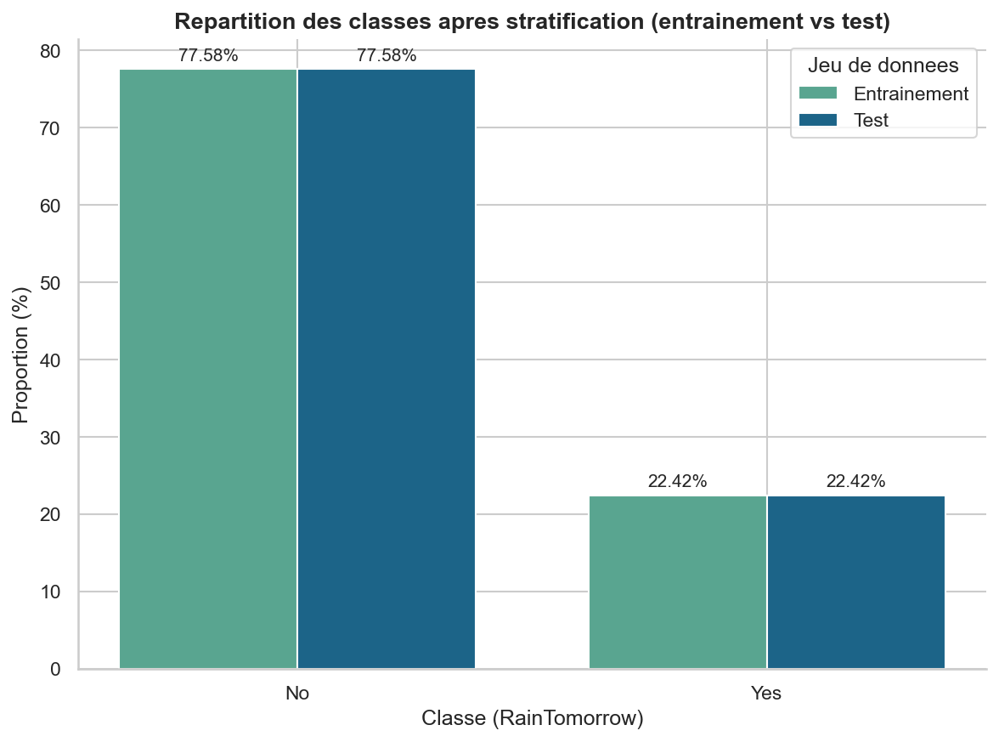 Repartition des classes apres stratification (entrainement vs test)
Jeu de donnees
Entrainement
Test
Proportion (%)
80
70
60
50
40
30
20
10
0
77.58%
77.58%
22.42%
22.42%
No
Yes
Classe (RainTomorrow)